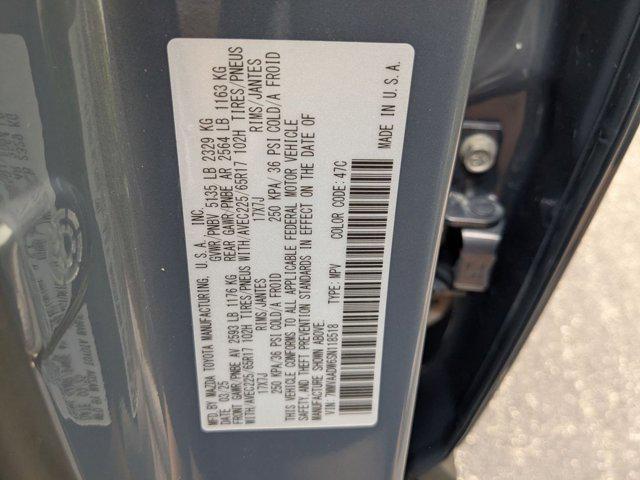 MFD BY MAZDA TOYOTA MANUFACTURING, U.S.A. INC.
DATE 03/25 GVWR/PNBV 5135 LB 2329 KG
FRONT GAWR/PNBE AV 2593 LB 1176 KG REAR GAWR/PNBE AR 2564 LB 1163 KG
WITH/AVEC225/65R17 102H TIRES/PNEUS WITH/AVEC225/65R17 102H TIRES/PNEUS
17X7J RIMS/JANTES 17X7J RIMS/JANTES
250 KPA/36 PSI COLD/A FROID 250 KPA/36 PSI COLD/A FROID
THIS VEHICLE CONFORMS TO ALL APPLICABLE FEDERAL MOTOR VEHICLE
SAFETY, AND THEFT PREVENTION STANDARDS IN EFFECT ON THE DATE OF
MANUFACTURE SHOWN ABOVE.
VIN: 7MMVAADW6SN118518 TYPE: MPV COLOR CODE: 47C
MADE IN U.S.A.